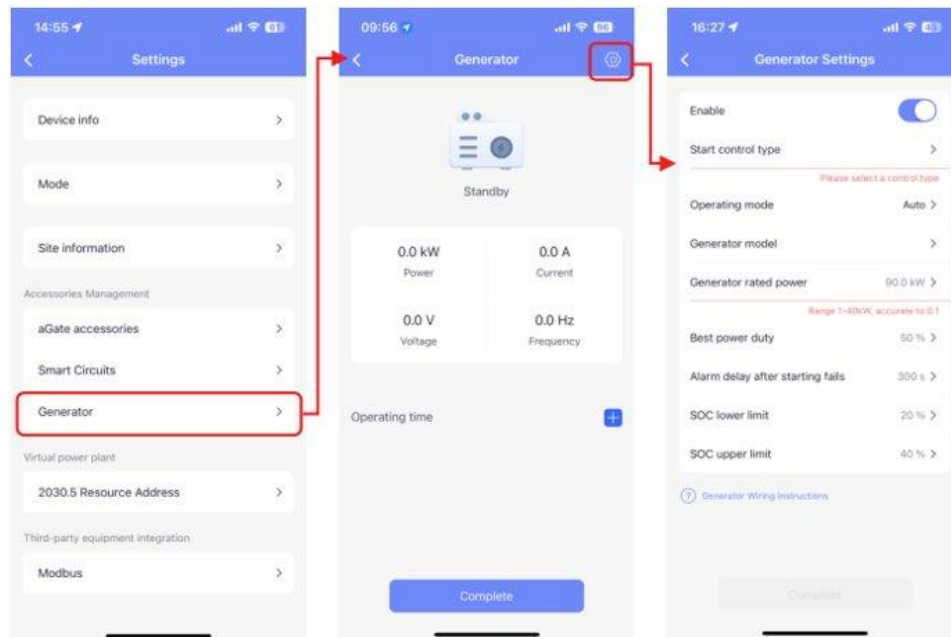 14:55
61
Settings
Device info
Mode
Site information
Accessories Management
aGate accessories
Smart Circuits
Generator
Virtual power plant
2030.5 Resource Address
Third-party equipment integration
Modbus
09:56
Generator
Standby
0.0 kW
Power
0.0 A
Current
0.0 V
Voltage
0.0 Hz
Frequency
Operating time
Complete
16:27
Generator Settings
Enable
Start control type
Please select a control type
Operating mode Auto
Generator model
Generator rated power 90.0 kW
Range 1-40kW, accurate to 0.1
Best power duty 50 %
Alarm delay after starting fails 300 s
SOC lower limit 20 %
SOC upper limit 40 %
Generator Wiring Instructions
Complete